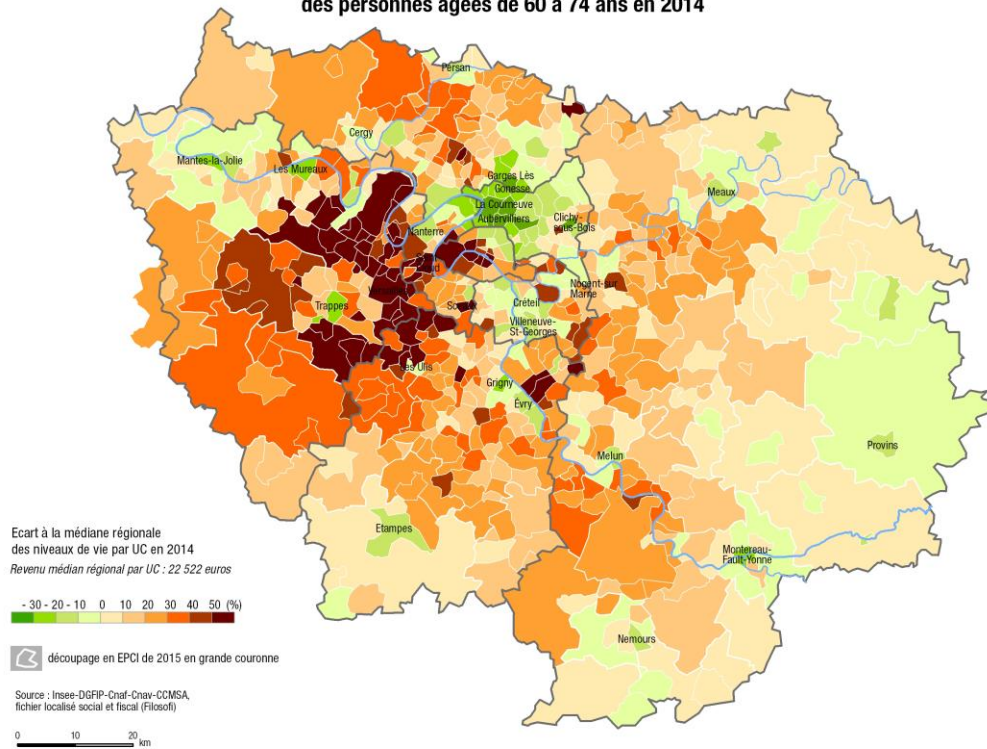 des personnes âgées de 60 à 74 ans en 2014
Persan
Cergy
Mantes-la-Jolie
Les Mureaux
Garges Lès
Gonesse
Meaux
La Courneuve
Aubervilliers
Clichy-
sous-Bois
Nanterre
Nogent-sur
Marne
Trappes
Créteil
Villeneuve-
St-Georges
Les Ulis
Grigny
Évry
Provins
Melun
Etampes
Montereau-
Fault-Yonne
Nemours
Ecart à la médiane régionale
des niveaux de vie par UC en 2014
Revenu médian régional par UC : 22 522 euros
- 30 - 20 - 10 0 10 20 30 40 50 (%)
découpage en EPCI de 2015 en grande couronne
Source : Insee-DGFIP-Cnaf-Cnav-CCMSA,
fichier localisé social et fiscal (Filosofi)
0 10 20
km